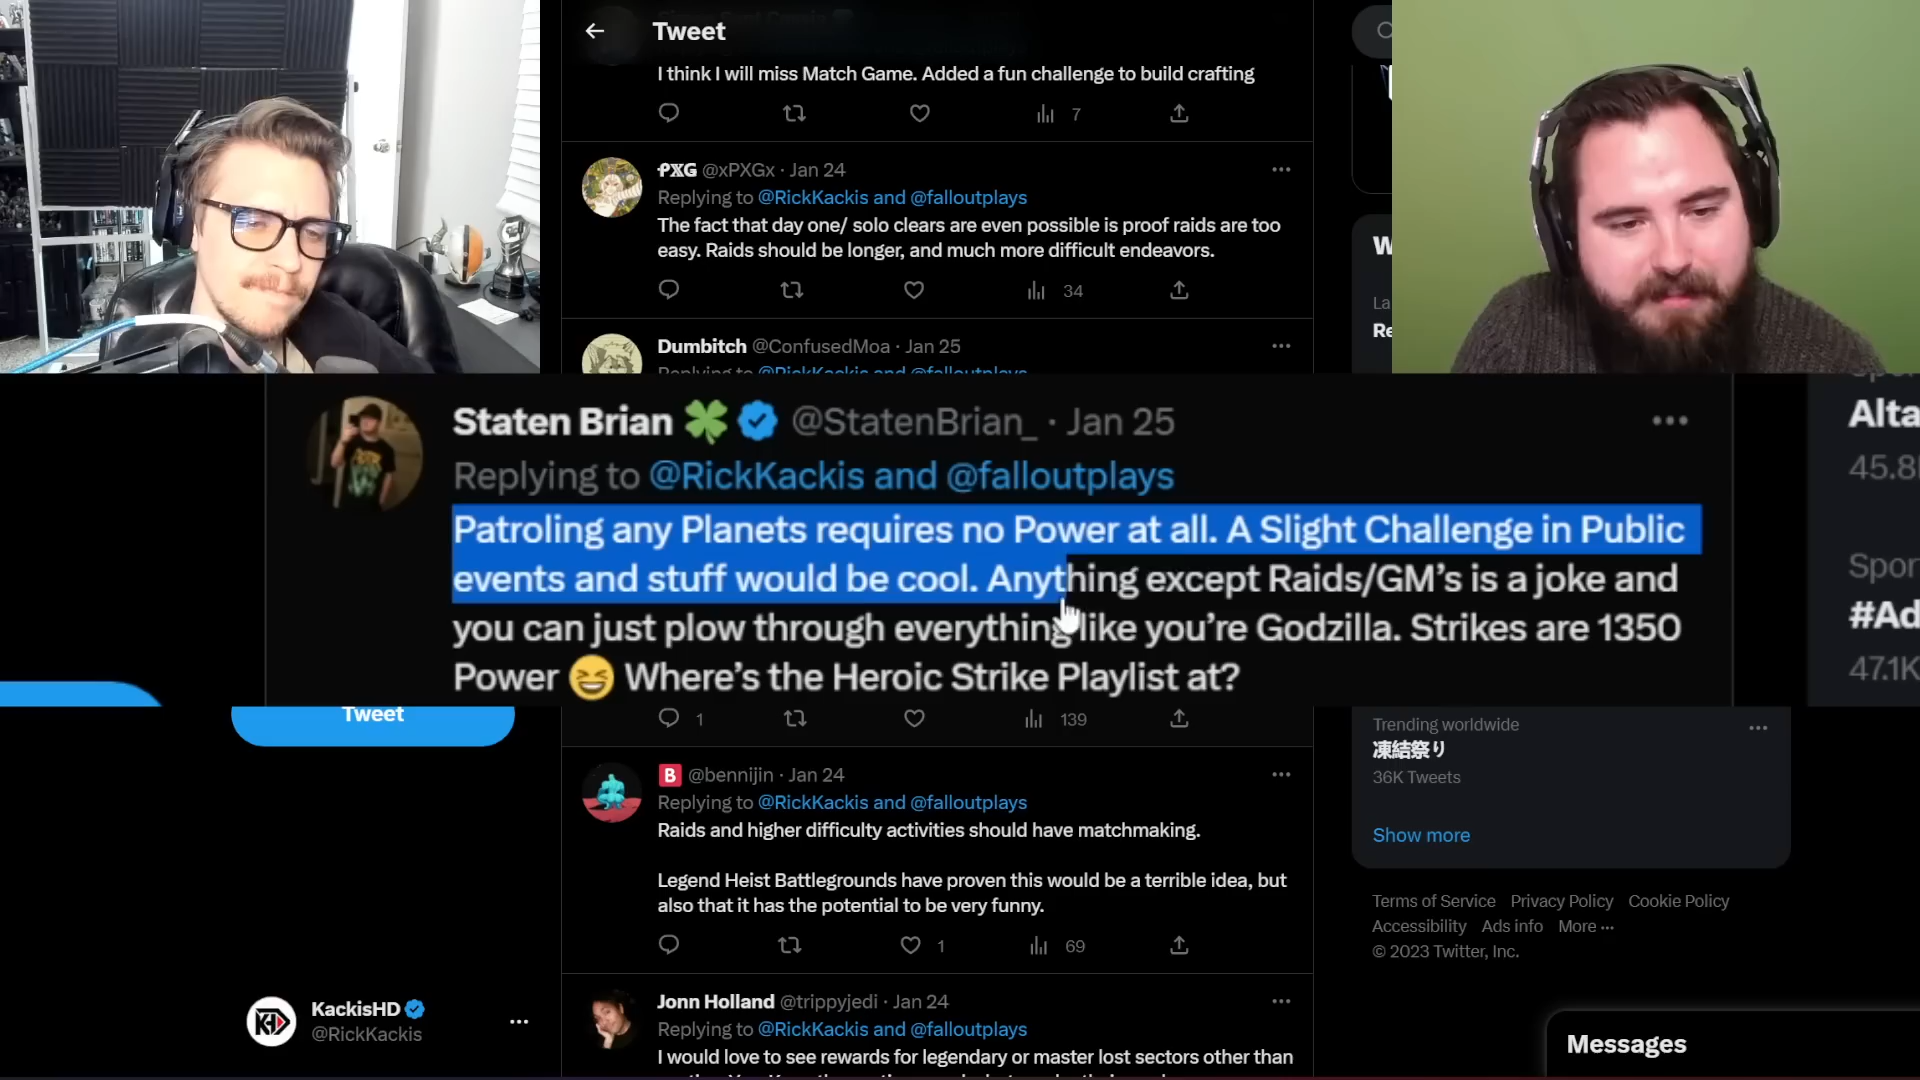 Tweet
I think I will miss Match Game. Added a fun challenge to build crafting
7
PXG @xPXGx · Jan 24
Replying to @RickKackis and @falloutplays
The fact that day one/ solo clears are even possible is proof raids are too
easy. Raids should be longer, and much more difficult endeavors.
34
Dumbitch @ConfusedMoa · Jan 25
Replying to @RickKackis and @falloutplays
Staten Brian 🍀 @StatenBrian_ · Jan 25
Replying to @RickKackis and @falloutplays
Patroling any Planets requires no Power at all. A Slight Challenge in Public
events and stuff would be cool. Anything except Raids/GM's is a joke and
you can just plow through everything like you're Godzilla. Strikes are 1350
Power 😆 Where's the Heroic Strike Playlist at?
1 139
B @bennijin · Jan 24
Replying to @RickKackis and @falloutplays
Raids and higher difficulty activities should have matchmaking.
Legend Heist Battlegrounds have proven this would be a terrible idea, but
also that it has the potential to be very funny.
1 69
Jonn Holland @trippyjedi · Jan 24
Replying to @RickKackis and @falloutplays
I would love to see rewards for legendary or master lost sectors other than
Tweet
KackisHD
@RickKackis
W
La
Re
Alta
45.8
Spor
#Ad
47.1K
Trending worldwide
凍結祭り
36K Tweets
Show more
Terms of Service Privacy Policy Cookie Policy
Accessibility Ads info More ···
© 2023 Twitter, Inc.
Messages